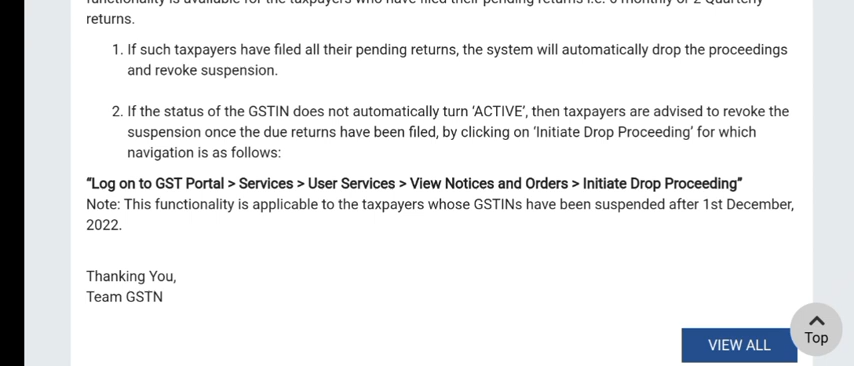 returns.
1. If such taxpayers have filed all their pending returns, the system will automatically drop the proceedings
and revoke suspension.
2. If the status of the GSTIN does not automatically turn ‘ACTIVE’, then taxpayers are advised to revoke the
suspension once the due returns have been filed, by clicking on ‘Initiate Drop Proceeding’ for which
navigation is as follows:
“Log on to GST Portal > Services > User Services > View Notices and Orders > Initiate Drop Proceeding”
Note: This functionality is applicable to the taxpayers whose GSTINs have been suspended after 1st December,
2022.
Thanking You,
Team GSTN
VIEW ALL
Top